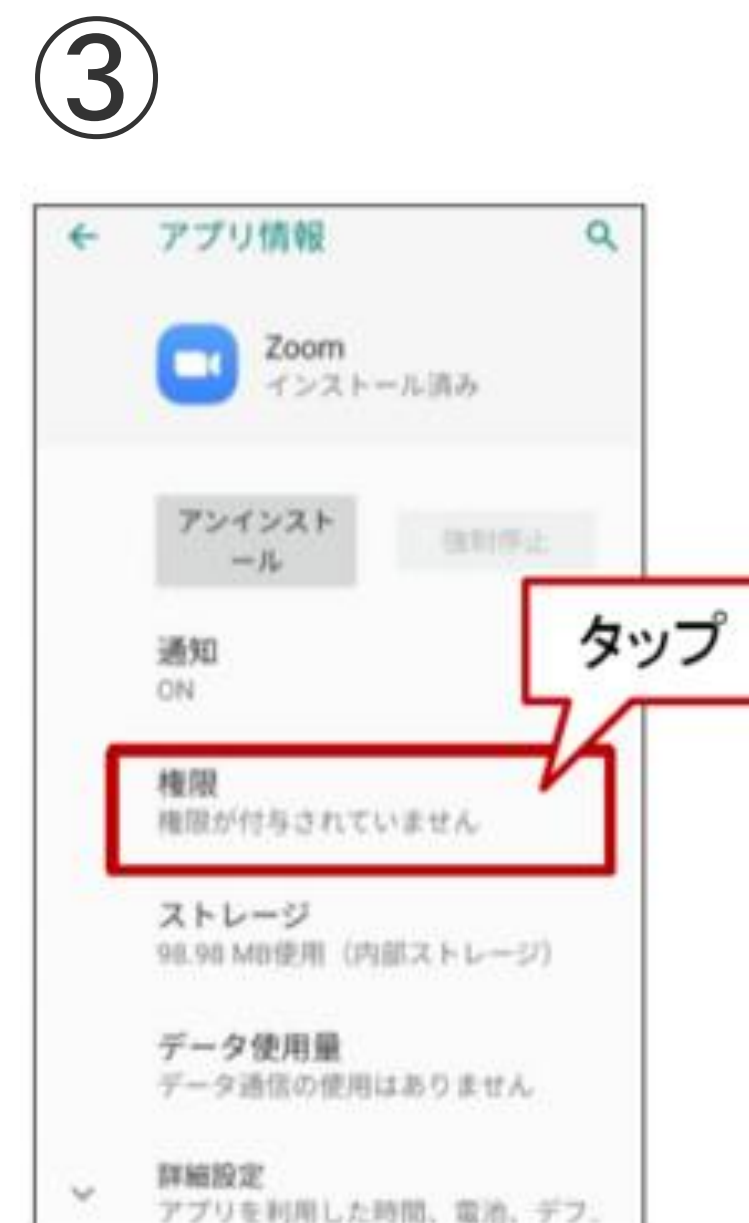 ③
アプリ情報
Zoom
インストール済み
アンインスト
ール
強制停止
タップ
通知
ON
権限
権限が付与されていません
ストレージ
98.98 MB使用（内部ストレージ）
データ使用量
データ通信の使用はありません
詳細設定
アプリを利用した時間、電池、デフ